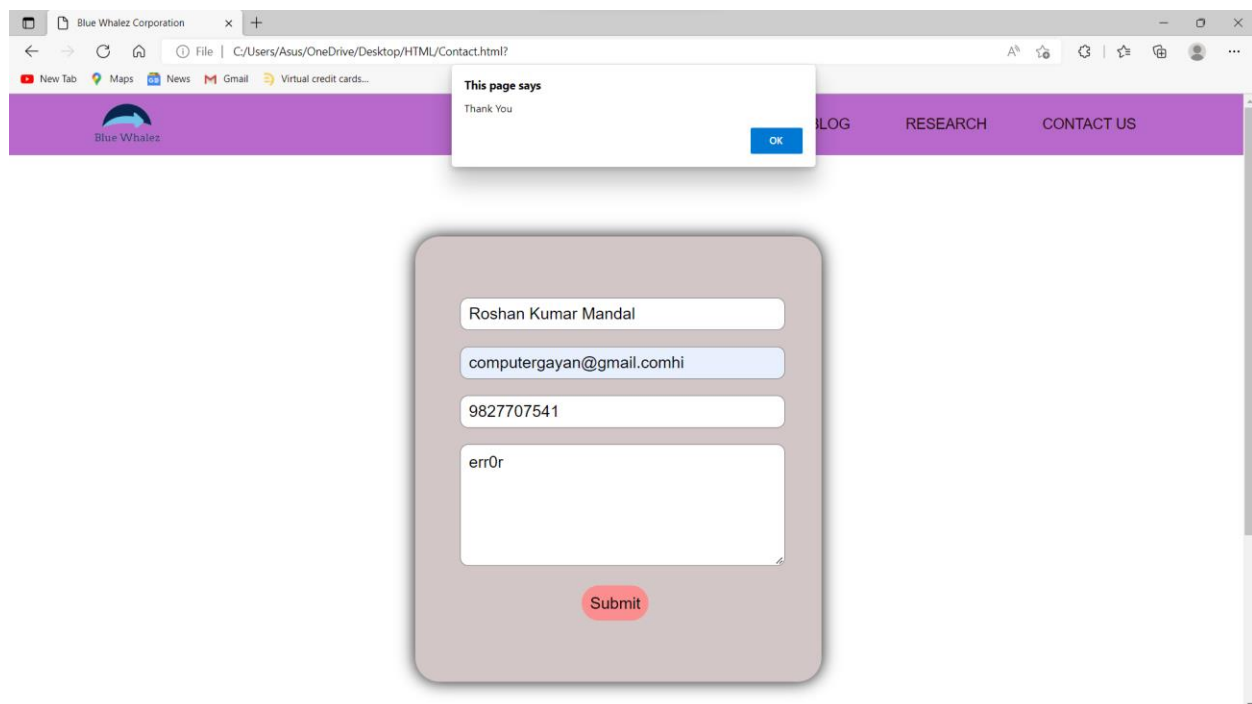 Blue Whalez Corporation
File | C:/Users/Asus/OneDrive/Desktop/HTML/Contact.html?
New Tab Maps News Gmail Virtual credit cards...
This page says
Thank You
OK
Blue Whalez
RESEARCH CONTACT US
Roshan Kumar Mandal
computergayan@gmail.comhi
9827707541
err0r
Submit